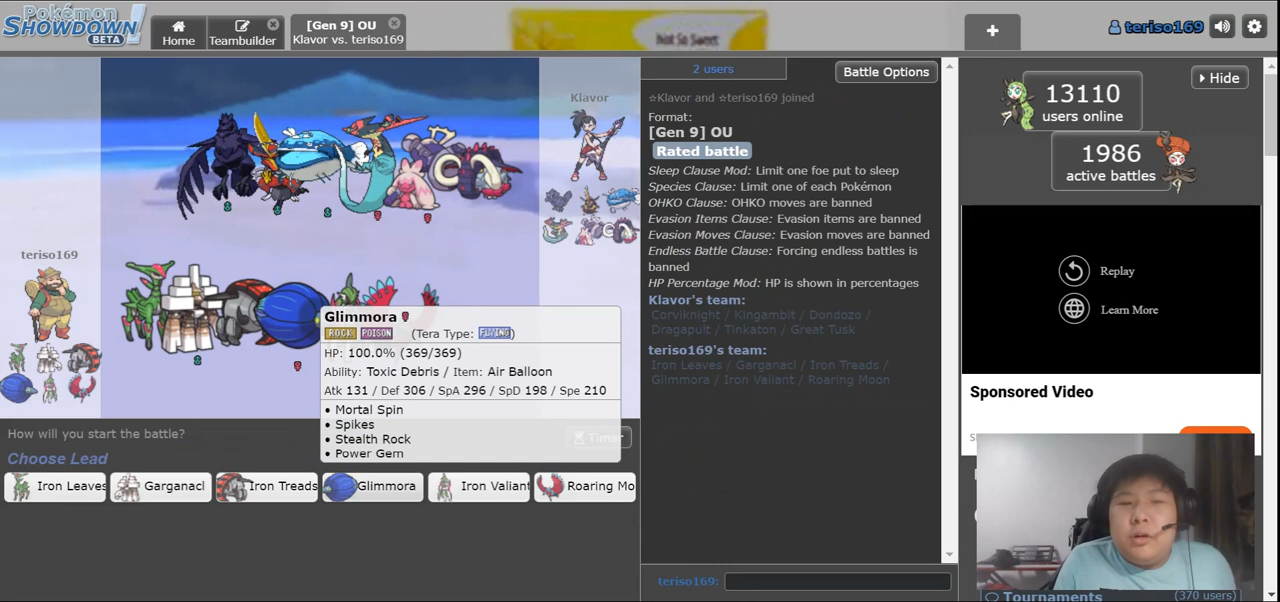 Pokémon
SHOWDOWN!
BETA
Home
Teambuilder
[Gen 9] OU
Klavor vs. teriso169
Not So Sweet
+
teriso169
2 users
Battle Options
Hide
Klavor
teriso169
☆Klavor and ☆teriso169 joined
Format:
[Gen 9] OU
Rated battle
Sleep Clause Mod: Limit one foe put to sleep
Species Clause: Limit one of each Pokémon
OHKO Clause: OHKO moves are banned
Evasion Items Clause: Evasion items are banned
Evasion Moves Clause: Evasion moves are banned
Endless Battle Clause: Forcing endless battles is
banned
HP Percentage Mod: HP is shown in percentages
Klavor's team:
Corviknight / Kingambit / Dondozo /
Dragapult / Tinkaton / Great Tusk
teriso169's team:
Iron Leaves / Garganacl / Iron Treads /
Glimmora / Iron Valiant / Roaring Moon
13110
users online
1986
active battles
Replay
Learn More
Sponsored Video
Glimmora
ROCK POISON (Tera Type: FLYING)
HP: 100.0% (369/369)
Ability: Toxic Debris / Item: Air Balloon
Atk 131 / Def 306 / SpA 296 / SpD 198 / Spe 210
• Mortal Spin
• Spikes
• Stealth Rock
• Power Gem
How will you start the battle?
Timer
Choose Lead
Iron Leaves
Garganacl
Iron Treads
Glimmora
Iron Valiant
Roaring Mo
teriso169:
Tournaments (370 users)